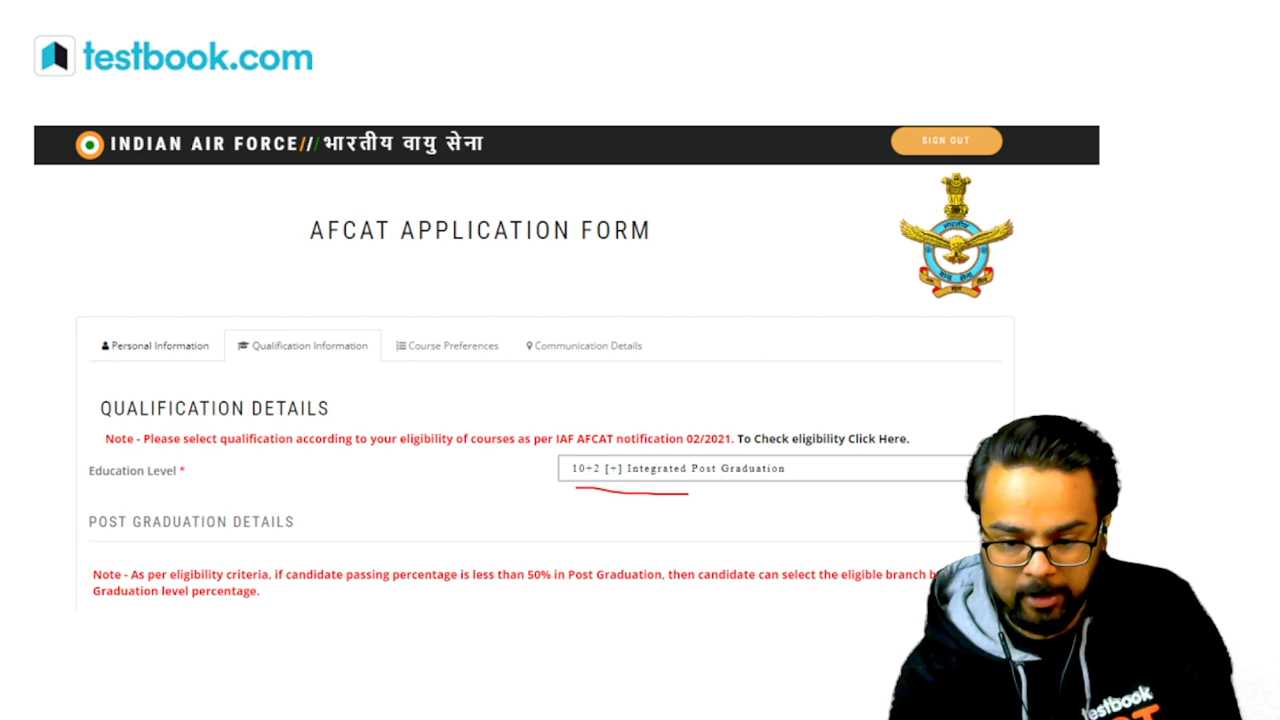 testbook.com
INDIAN AIR FORCE// भारतीय वायु सेना
SIGN OUT
AFCAT APPLICATION FORM
Personal Information Qualification Information Course Preferences Communication Details
QUALIFICATION DETAILS
Note - Please select qualification according to your eligibility of courses as per IAF AFCAT notification 02/2021. To Check eligibility Click Here.
Education Level *
10+2 [+] Integrated Post Graduation
POST GRADUATION DETAILS
Note - As per eligibility criteria, if candidate passing percentage is less than 50% in Post Graduation, then candidate can select the eligible branch
Graduation level percentage.
testbook